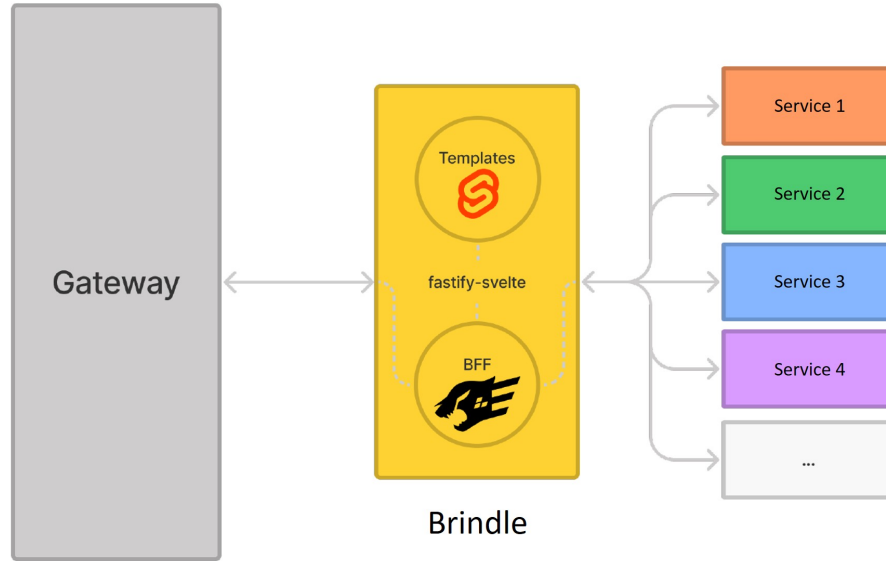 Gateway
Templates
fastify-svelte
BFF
Brindle
Service 1
Service 2
Service 3
Service 4
...